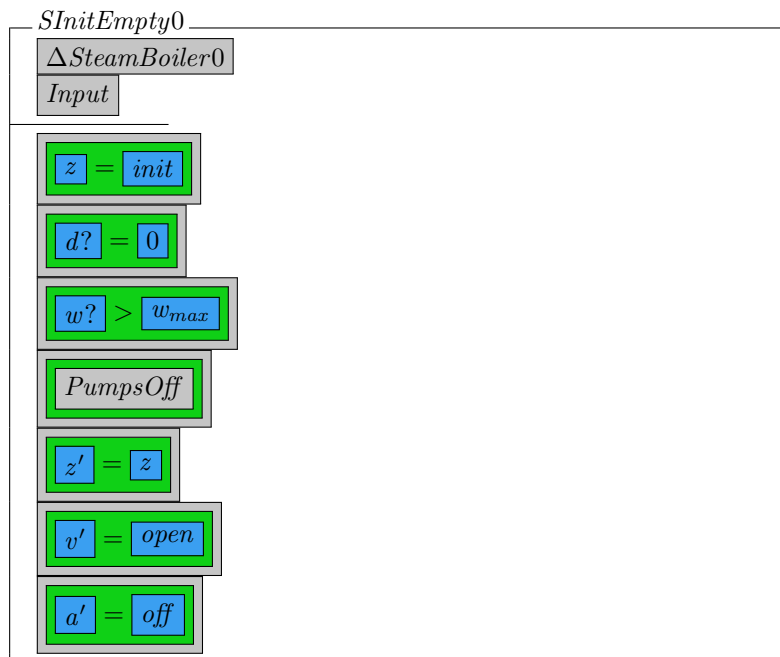 SInitEmpty0
ΔSteamBoiler0
Input
z = init
d? = 0
w? > w_max
PumpsOff
z′ = z
v′ = open
a′ = off